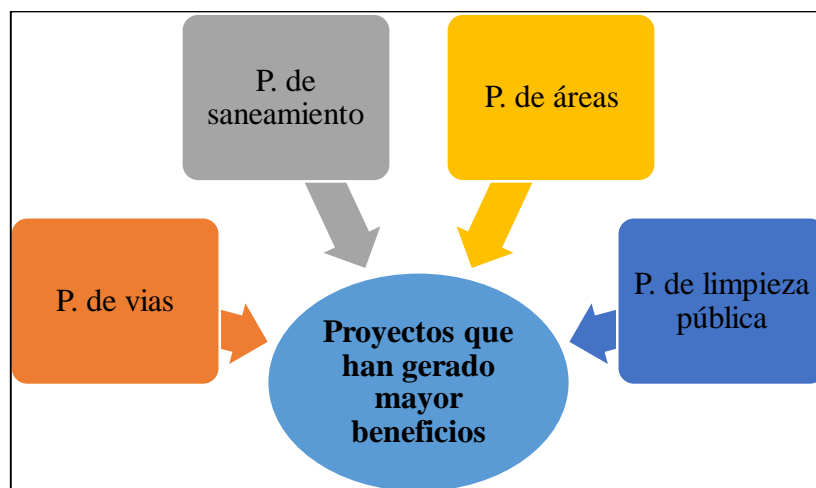 P. de
saneamiento
P. de áreas
P. de vias
P. de limpieza
pública
Proyectos que
han gerado
mayor
beneficios